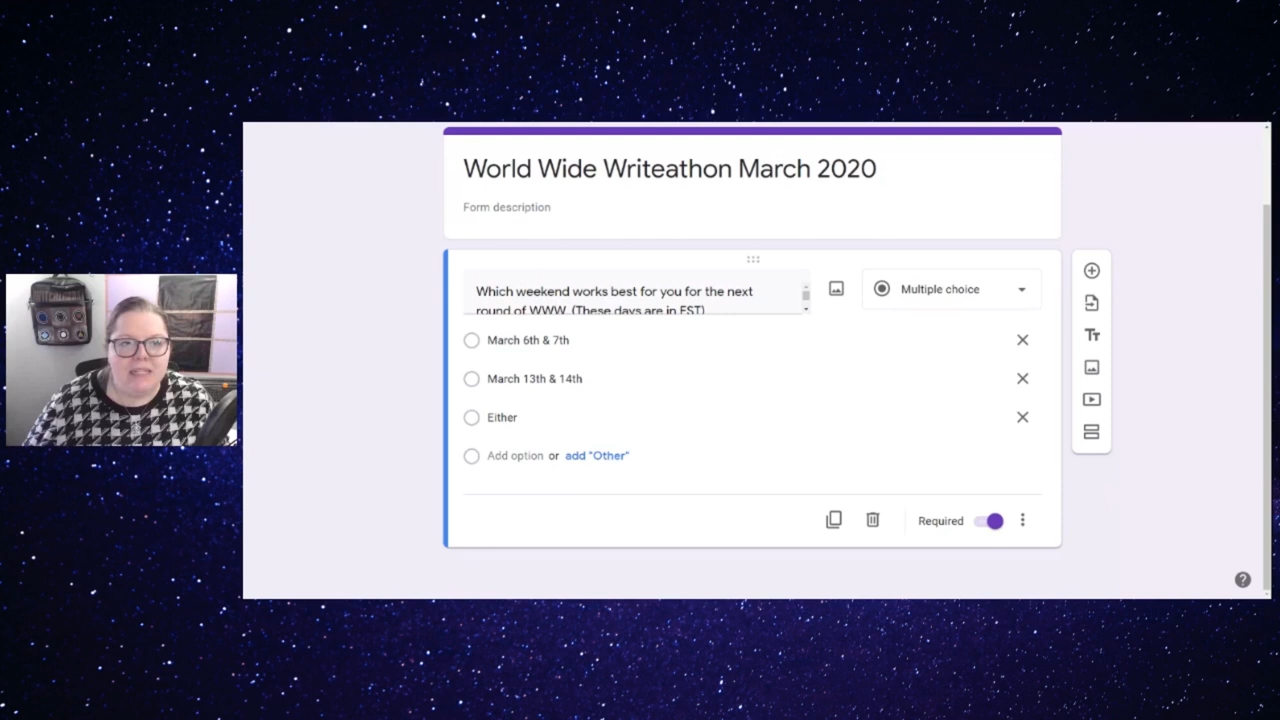 World Wide Writeathon March 2020
Form description
Which weekend works best for you for the next
round of WWW. (These days are in EST)
Multiple choice
March 6th & 7th
March 13th & 14th
Either
Add option or add "Other"
Required